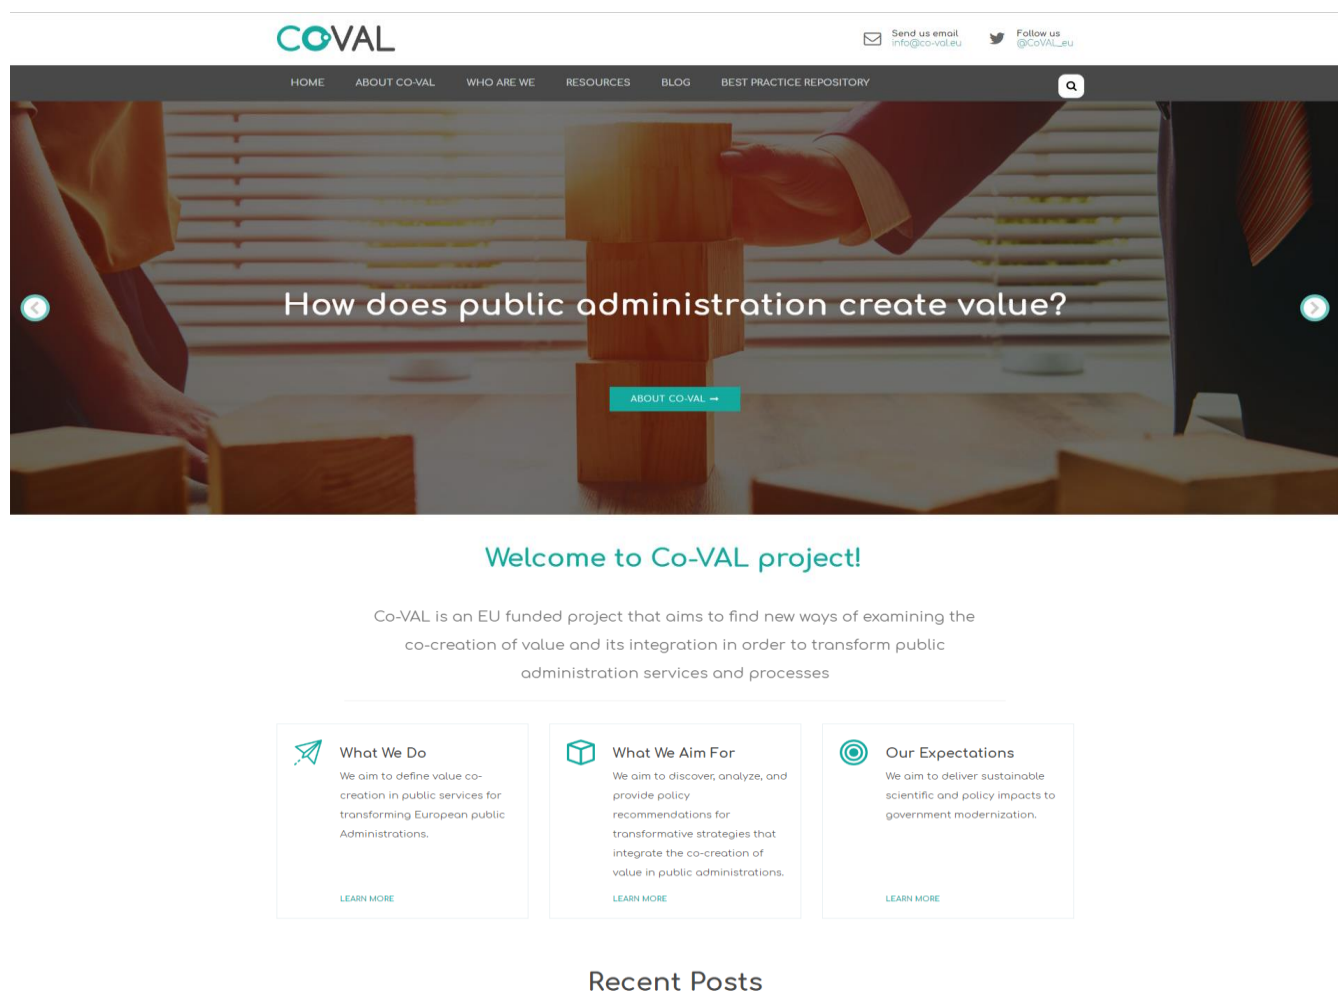 COVAL
Send us email
info@co-val.eu
Follow us
@CoVAL_eu
HOME ABOUT CO-VAL WHO ARE WE RESOURCES BLOG BEST PRACTICE REPOSITORY
How does public administration create value?
ABOUT CO-VAL →
Welcome to Co-VAL project!
Co-VAL is an EU funded project that aims to find new ways of examining the
co-creation of value and its integration in order to transform public
administration services and processes
What We Do
We aim to define value co-
creation in public services for
transforming European public
Administrations.
LEARN MORE
What We Aim For
We aim to discover, analyze, and
provide policy
recommendations for
transformative strategies that
integrate the co-creation of
value in public administrations.
LEARN MORE
Our Expectations
We aim to deliver sustainable
scientific and policy impacts to
government modernization.
LEARN MORE
Recent Posts